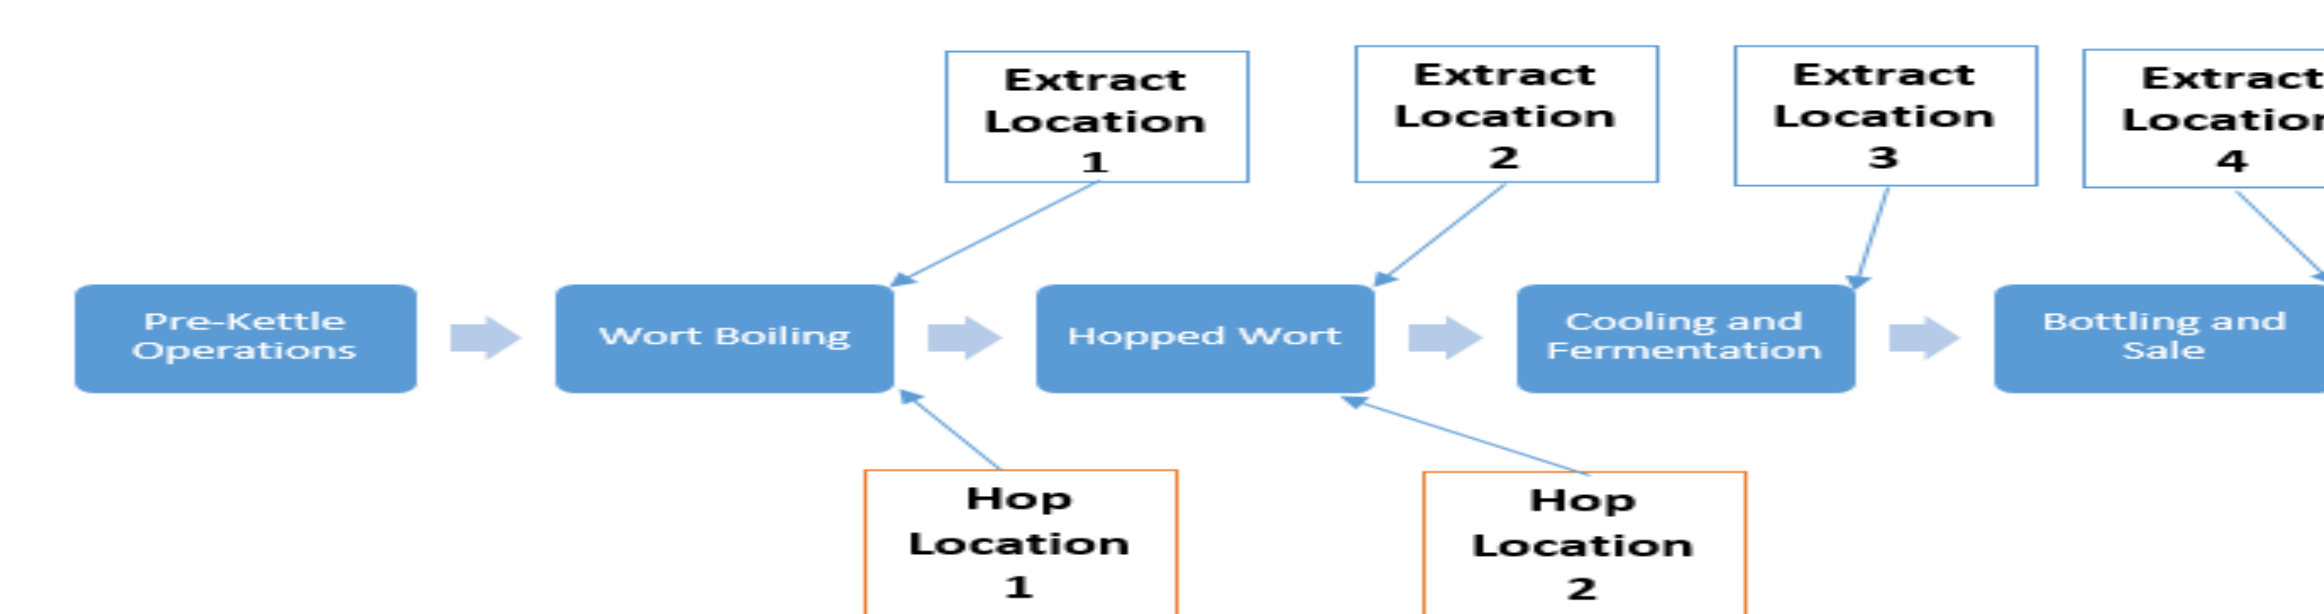 Extract
Location
1
Extract
Location
2
Extract
Location
3
Extract
Location
4
Pre-Kettle
Operations
Wort Boiling
Hopped Wort
Cooling and
Fermentation
Bottling and
Sale
Hop
Location
1
Hop
Location
2